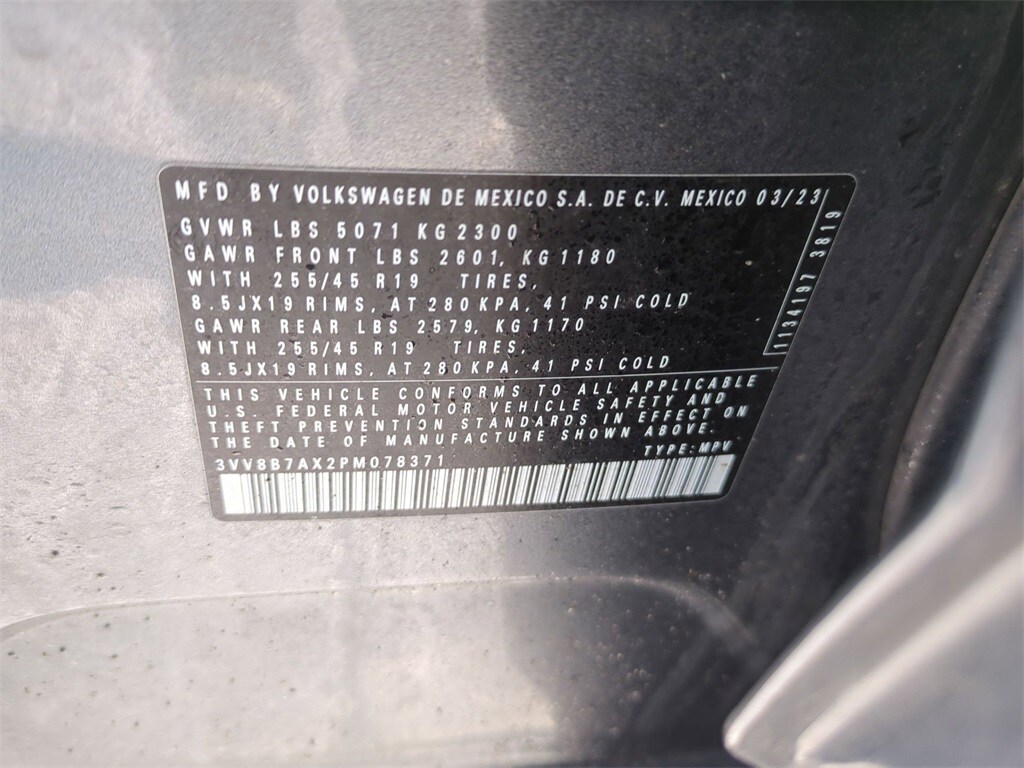 MFD BY VOLKSWAGEN DE MEXICO S.A. DE C.V. MEXICO 03/23
GVWR LBS 5071 KG 2300
GAWR FRONT LBS 2601, KG 1180
WITH 255/45 R19 TIRES,
8.5JX19 RIMS, AT 280 KPA, 41 PSI COLD
GAWR REAR LBS 2579, KG 1170
WITH 255/45 R19 TIRES,
8.5JX19 RIMS, AT 280 KPA, 41 PSI COLD
1134197 3819
THIS VEHICLE CONFORMS TO ALL APPLICABLE
U.S. FEDERAL MOTOR VEHICLE SAFETY AND
THEFT PREVENTION STANDARDS IN EFFECT ON
THE DATE OF MANUFACTURE SHOWN ABOVE.
3VV8B7AX2PM078371 TYPE: MPV